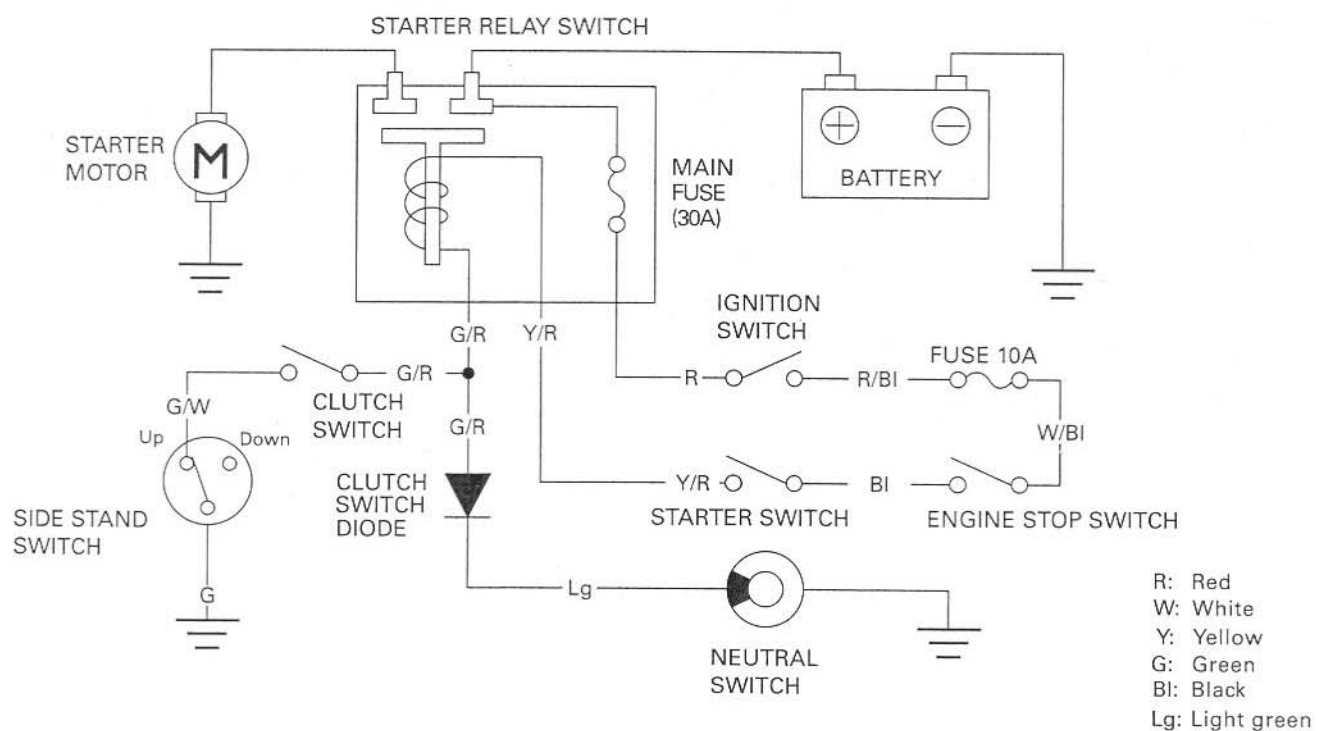 STARTER RELAY SWITCH
STARTER
MOTOR
M
MAIN
FUSE
(30A)
+
−
BATTERY
G/R
Y/R
IGNITION
SWITCH
FUSE 10A
G/R
R
R/Bl
G/W
CLUTCH
SWITCH
Up
Down
G/R
W/Bl
CLUTCH
SWITCH
DIODE
Y/R
Bl
STARTER SWITCH
ENGINE STOP SWITCH
SIDE STAND
SWITCH
G
Lg
NEUTRAL
SWITCH
R: Red
W: White
Y: Yellow
G: Green
Bl: Black
Lg: Light green